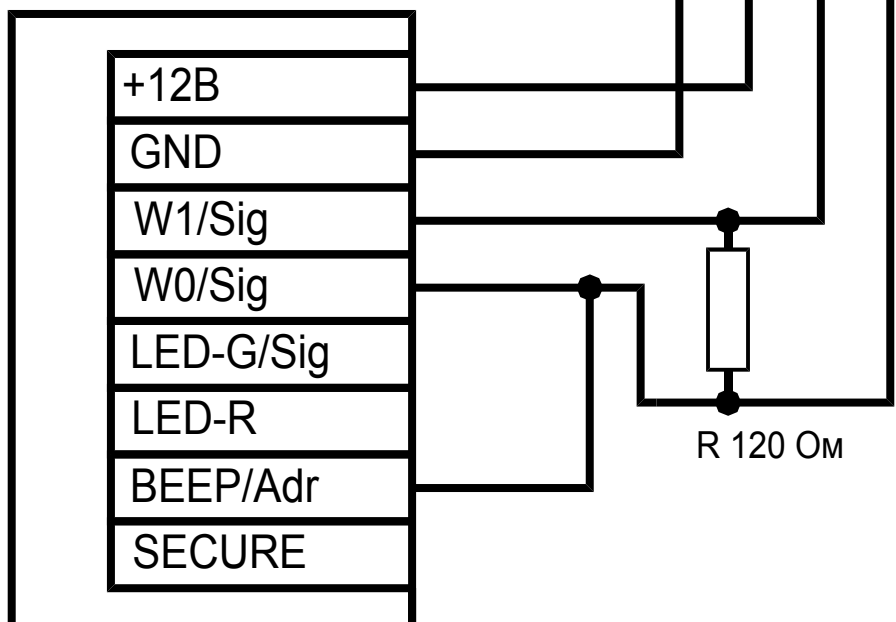 +12В
GND
W1/Sig
W0/Sig
LED-G/Sig
LED-R
BEEP/Adr
SECURE
R 120 Ом